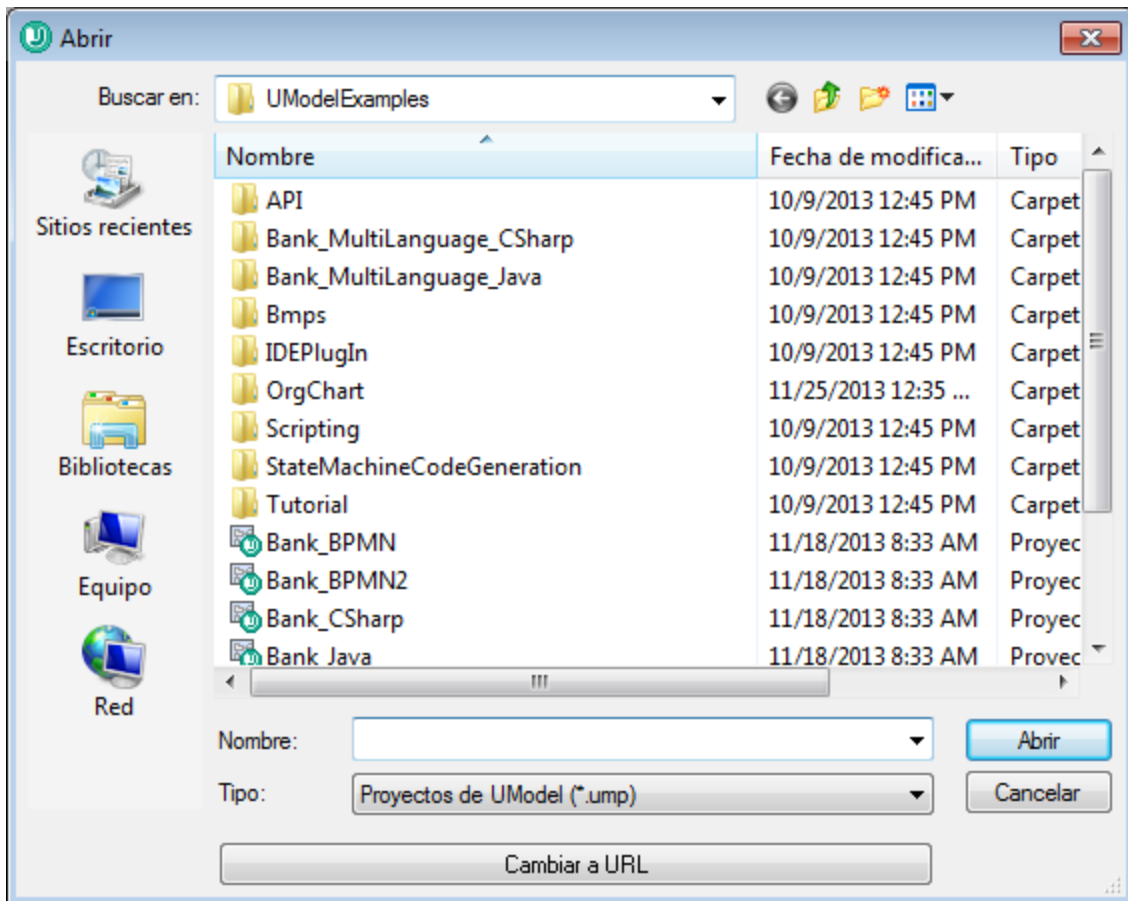 Abrir
Buscar en: UModelExamples
Nombre Fecha de modifica... Tipo
API 10/9/2013 12:45 PM Carpet
Sitios recientes
Bank_MultiLanguage_CSharp 10/9/2013 12:45 PM Carpet
Bank_MultiLanguage_Java 10/9/2013 12:45 PM Carpet
Bmps 10/9/2013 12:45 PM Carpet
Escritorio
IDEPlugIn 10/9/2013 12:45 PM Carpet
OrgChart 11/25/2013 12:35 ... Carpet
Scripting 10/9/2013 12:45 PM Carpet
Bibliotecas
StateMachineCodeGeneration 10/9/2013 12:45 PM Carpet
Tutorial 10/9/2013 12:45 PM Carpet
Bank_BPMN 11/18/2013 8:33 AM Proyec
Equipo
Bank_BPMN2 11/18/2013 8:33 AM Proyec
Bank_CSharp 11/18/2013 8:33 AM Proyec
Bank_Java 11/18/2013 8:33 AM Proyec
Red
Nombre: Abrir
Tipo: Proyectos de UModel (*.ump) Cancelar
Cambiar a URL